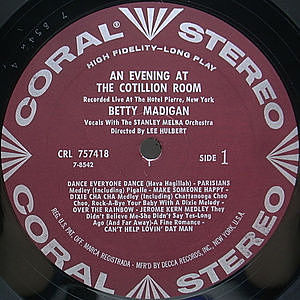 CORAL STEREO
HIGH FIDELITY-LONG PLAY
AN EVENING AT
THE COTILLION ROOM
Recorded Live At The Hotel Pierre, New York
BETTY MADIGAN
Vocals With The STANLEY MELBA Orchestra
Directed By LEE HULBERT
CRL 757418
7-8542
SIDE 1
DANCE EVERYONE DANCE (Hava Nagillah) - PARISIANS
Medley (Including) Pigalle - MAKE SOMEONE HAPPY -
DIXIE CHA CHA Medley (Including) Chatanooga Choo
Choo, Rock-A-Bye Your Baby With A Dixie Melody -
OVER THE RAINBOW - JEROME KERN MEDLEY They
Didn't Believe Me-She Didn't Say Yes-Long
Ago (And Far Away)-A Fine Romance -
CAN'T HELP LOVIN' DAT MAN
REG. U.S. PAT. OFF. MARCA REGISTRADA - MF'D BY DECCA RECORDS, INC., NEW YORK, U.S.A.
CORAL STEREO